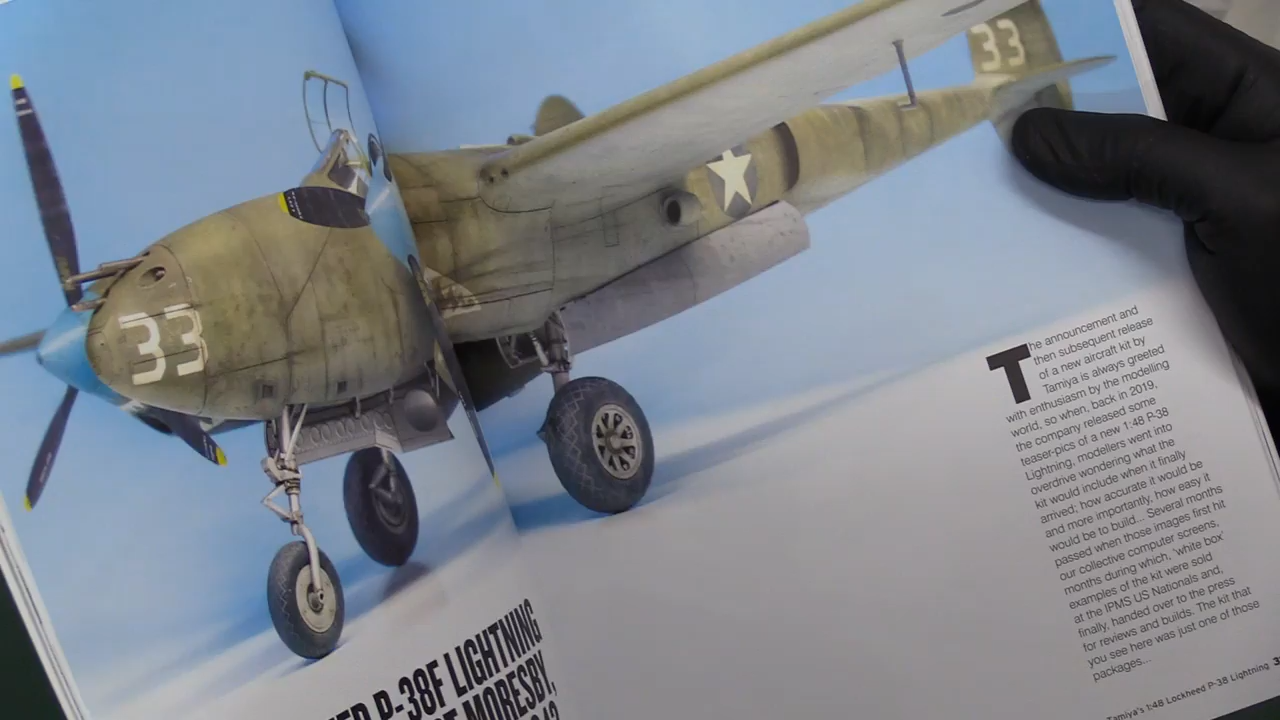 33
33
P-38F LIGHTNING
MORESBY,
The announcement and
then subsequent release
of a new aircraft kit by
Tamiya is always greeted
with enthusiasm by the modelling
world, so when, back in 2019,
the company released some
teaser-pics of a new 1:48 P-38
Lightning, modellers went into
overdrive wondering what the
kit would include when it finally
arrived; how accurate it would be
and more importantly, how easy it
would be to build... Several months
passed when those images first hit
our collective computer screens,
months during which, 'white box'
examples of the kit were sold
at the IPMS US Nationals and,
finally, handed over to the press
for reviews and builds. The kit that
you see here was just one of those
packages...
Tamiya's 1:48 Lockheed P-38 Lightning